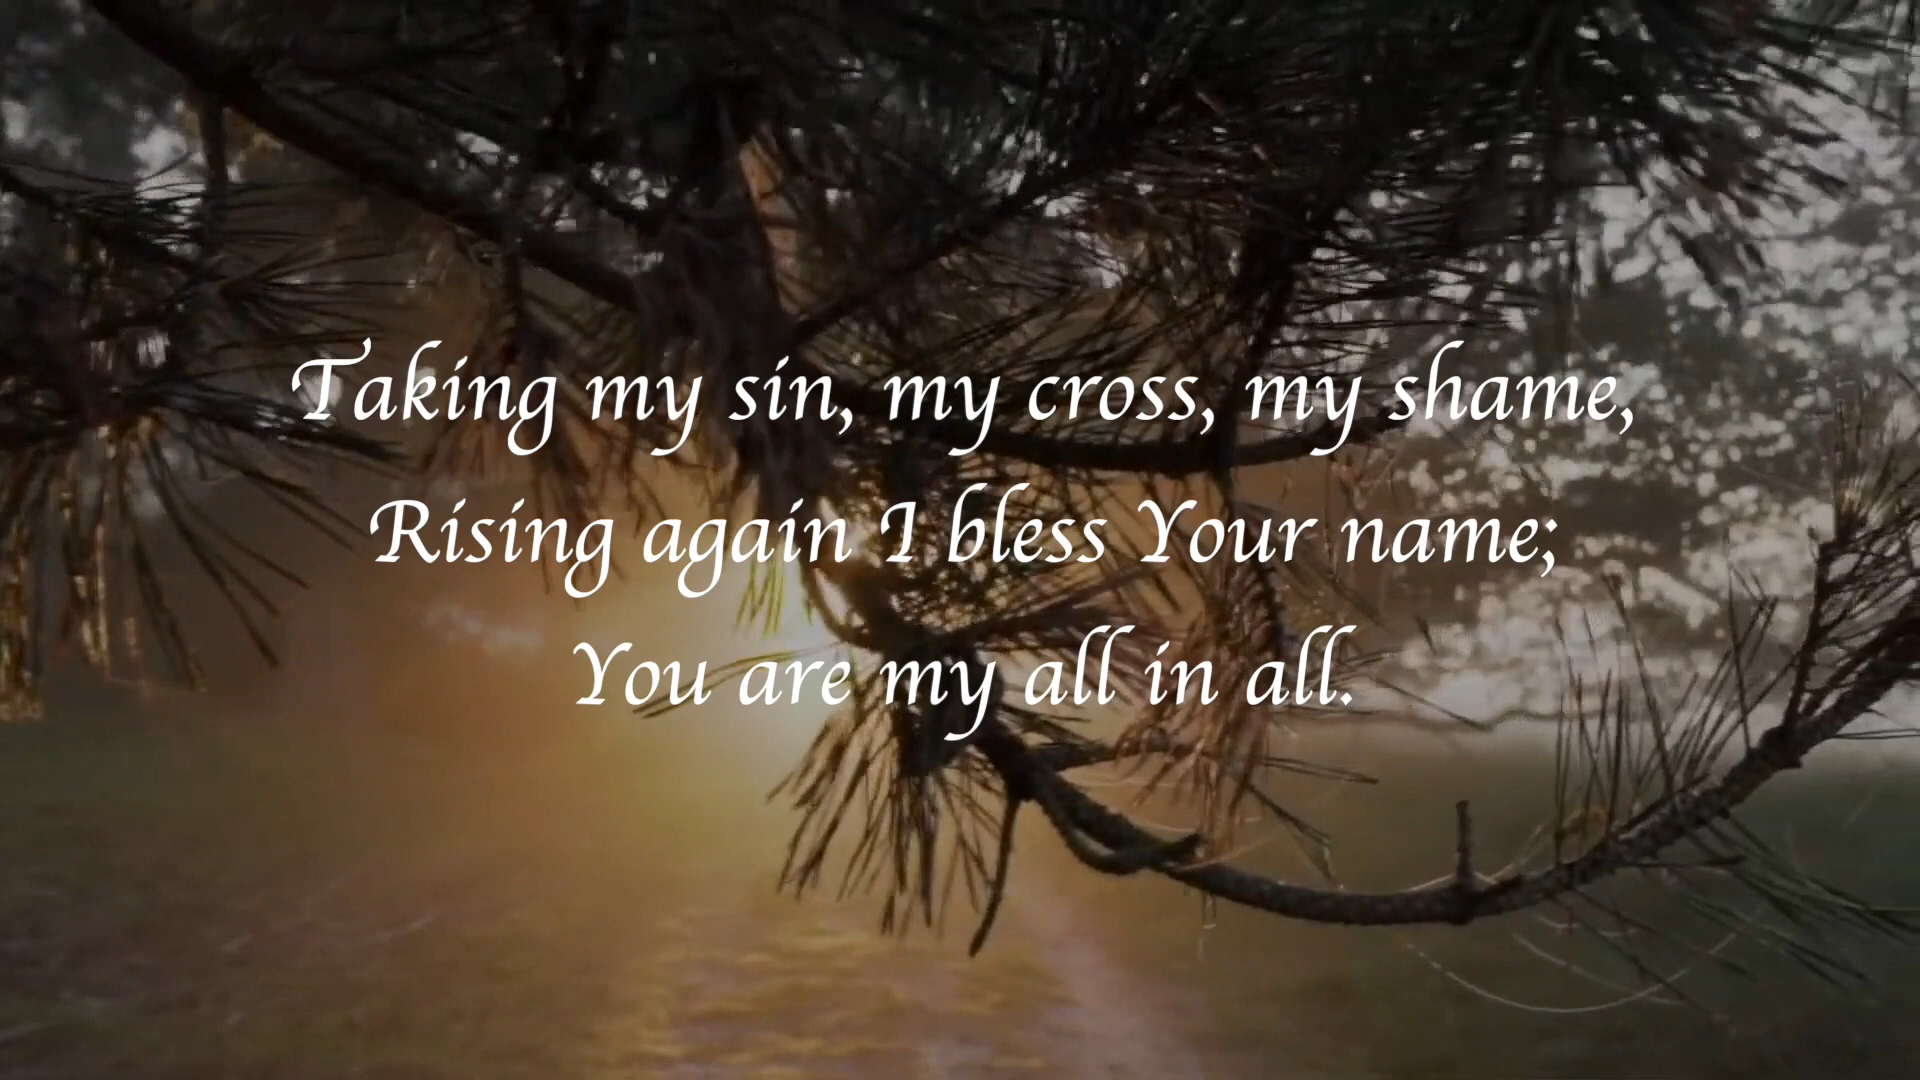 Taking my sin, my cross, my shame,
Rising again I bless Your name;
You are my all in all.